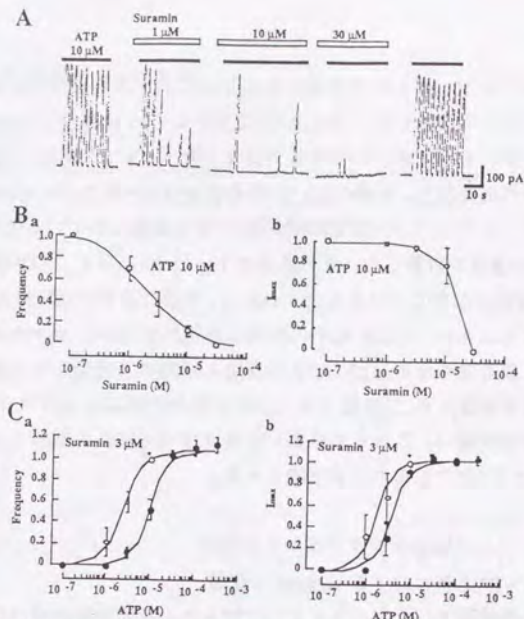 A
Suramin
ATP 1 μM 10 μM 30 μM
10 μM
100 pA
10 s
B a
Frequency
1.0
0.8
0.6
0.4
0.2
0
ATP 10 μM
10⁻⁷ 10⁻⁶ 10⁻⁵ 10⁻⁴
Suramin (M)
b
Imax
1.0
0.8
0.6
0.4
0.2
0
ATP 10 μM
10⁻⁷ 10⁻⁶ 10⁻⁵ 10⁻⁴
Suramin (M)
C a
Frequency
1.2
1.0
0.8
0.6
0.4
0.2
0
Suramin 3 μM
10⁻⁷ 10⁻⁶ 10⁻⁵ 10⁻⁴ 10⁻³
ATP (M)
b
Imax
1.2
1.0
0.8
0.6
0.4
0.2
0
Suramin 3 μM
10⁻⁷ 10⁻⁶ 10⁻⁵ 10⁻⁴ 10⁻³
ATP (M)